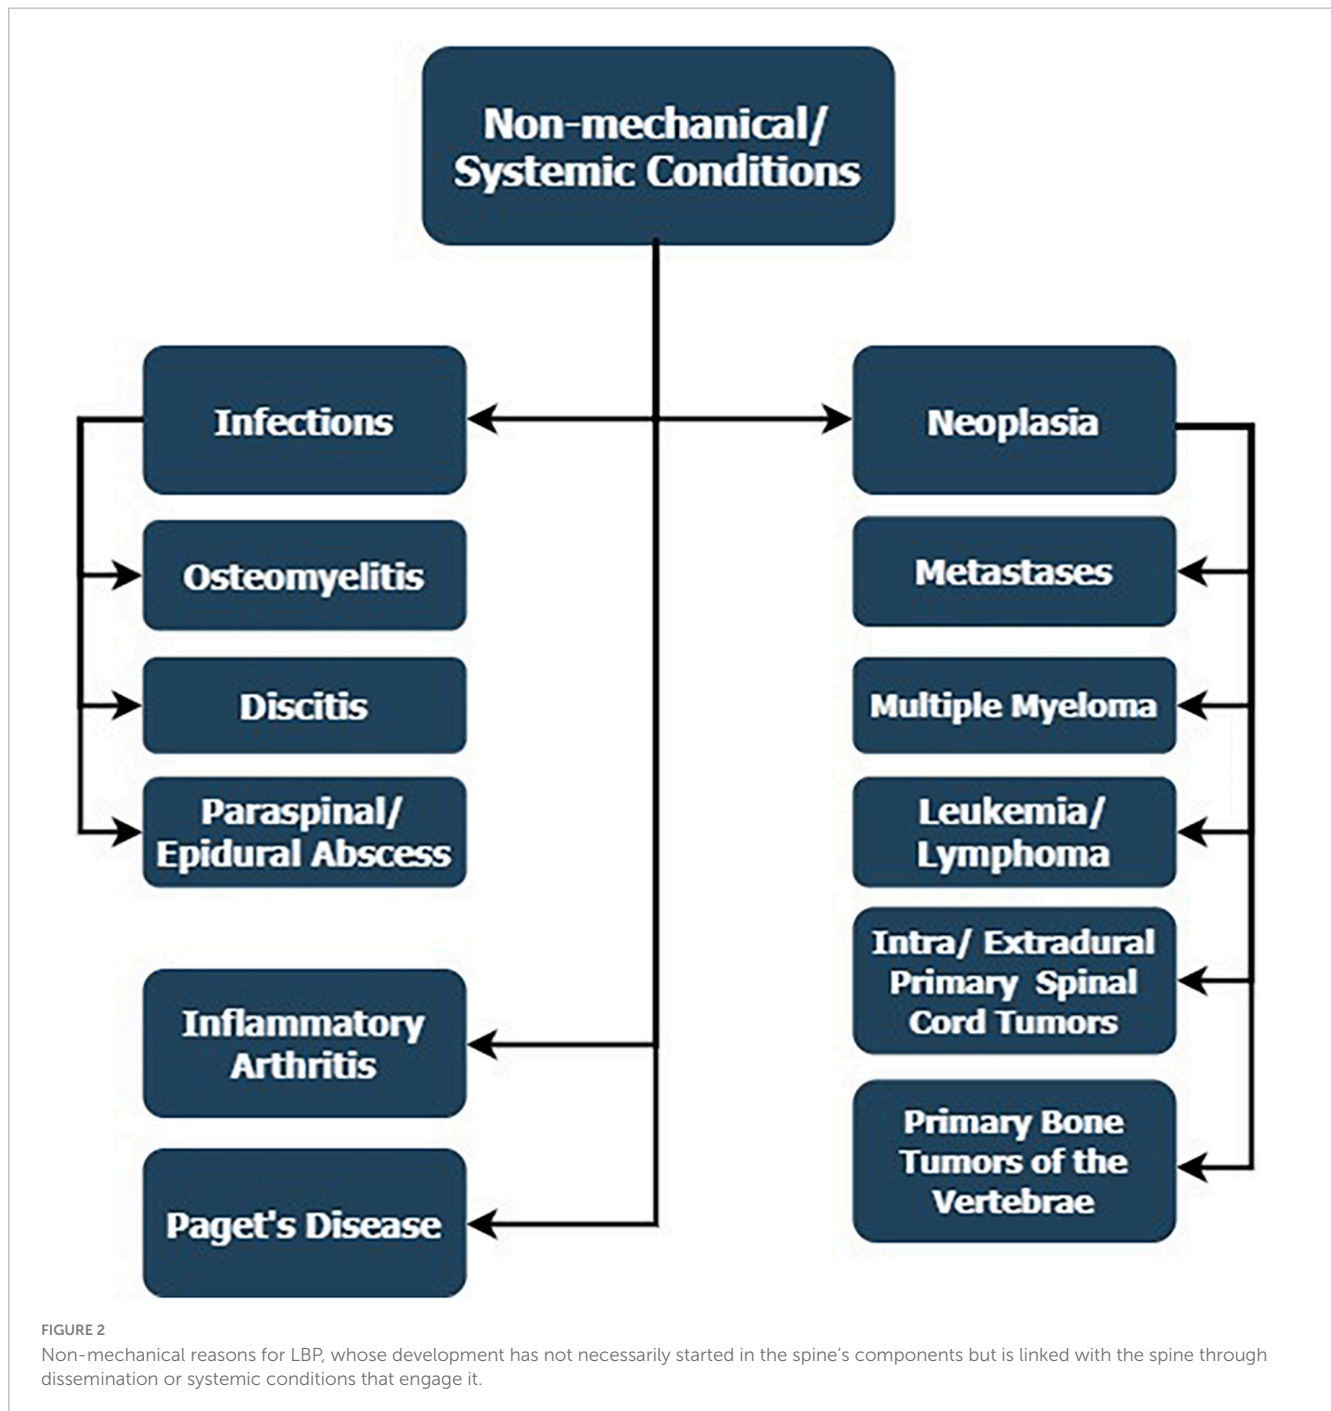 Non-mechanical/
Systemic Conditions
Infections
Osteomyelitis
Discitis
Paraspinal/
Epidural Abscess
Inflammatory
Arthritis
Paget's Disease
Neoplasia
Metastases
Multiple Myeloma
Leukemia/
Lymphoma
Intra/ Extradural
Primary Spinal
Cord Tumors
Primary Bone
Tumors of the
Vertebrae
FIGURE 2
Non-mechanical reasons for LBP, whose development has not necessarily started in the spine’s components but is linked with the spine through
dissemination or systemic conditions that engage it.